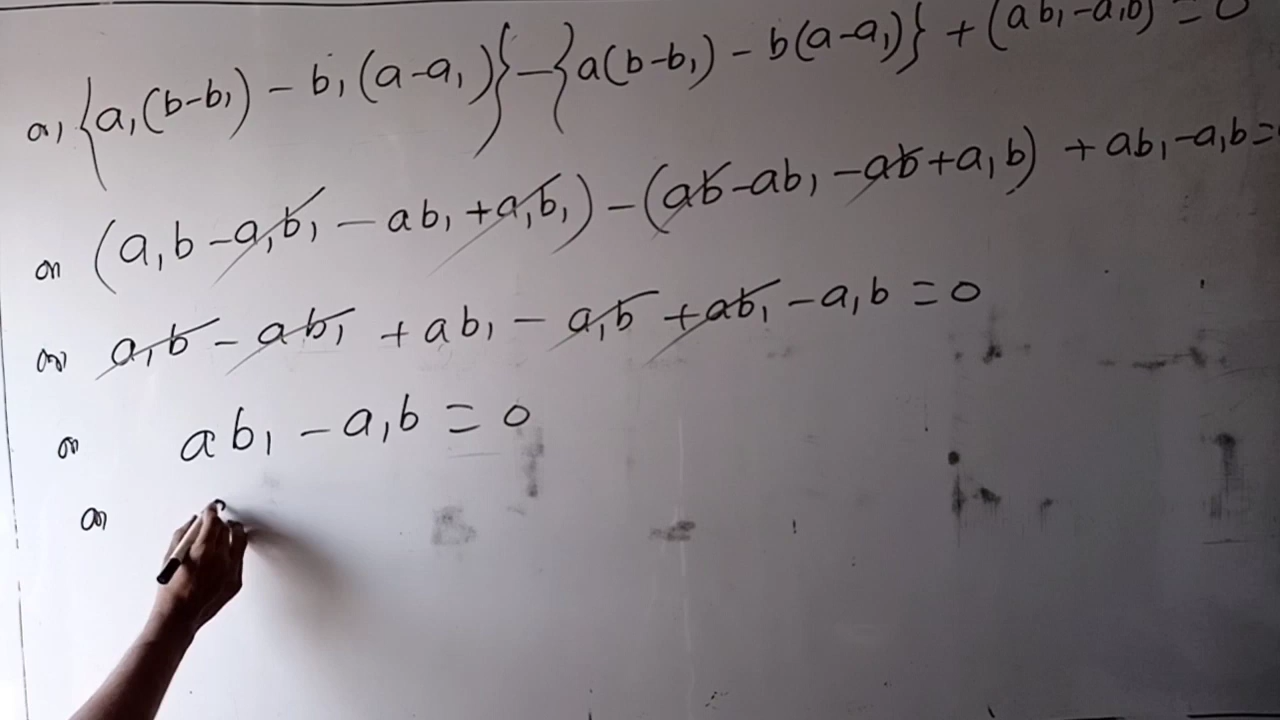 or, {a₁(b-b₁) - b₁(a-a₁)} - {a(b-b₁) - b(a-a₁)} + (ab₁-a₁b) = 0
or (a₁b - a₁b₁ - ab₁ + a₁b₁) - (ab - ab₁ - ab + a₁b) + ab₁ - a₁b =
or a₁b - ab₁ + ab₁ - a₁b + ab₁ - a₁b = 0
or ab₁ - a₁b = 0
or